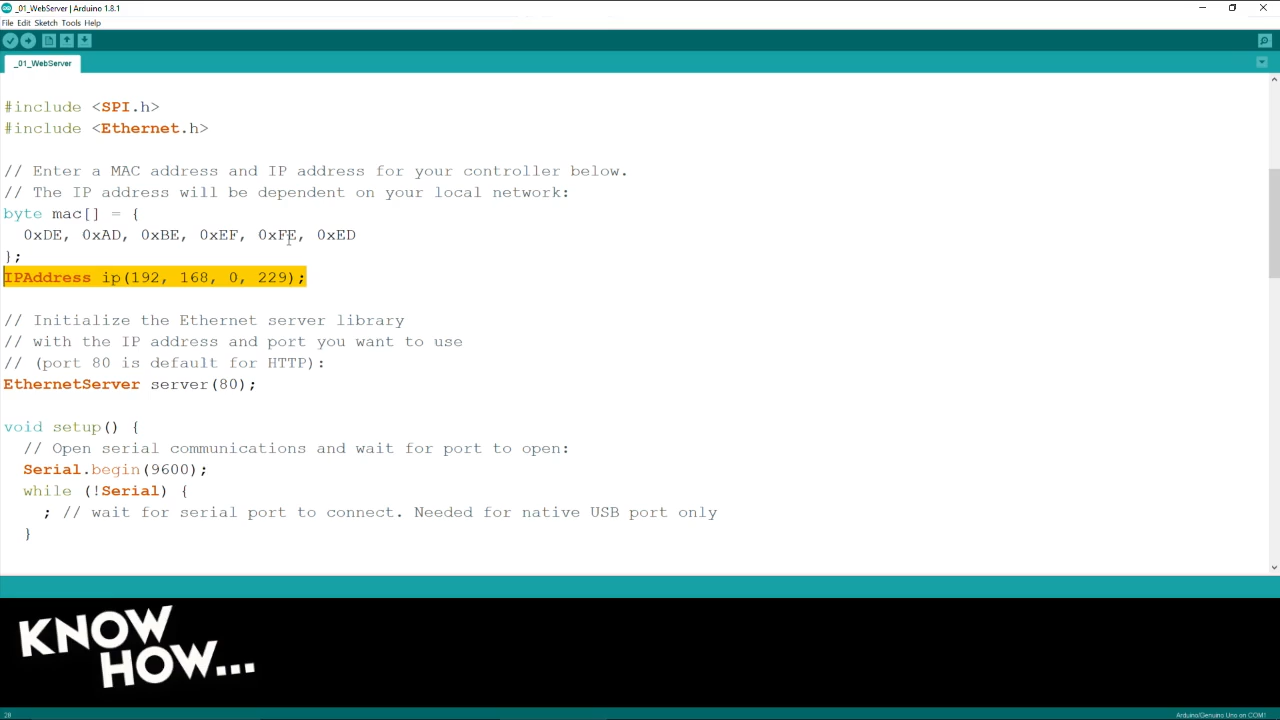 _01_WebServer | Arduino 1.8.1
File Edit Sketch Tools Help
_01_WebServer
#include <SPI.h>
#include <Ethernet.h>
// Enter a MAC address and IP address for your controller below.
// The IP address will be dependent on your local network:
byte mac[] = {
0xDE, 0xAD, 0xBE, 0xEF, 0xFE, 0xED
};
IPAddress ip(192, 168, 0, 229);
// Initialize the Ethernet server library
// with the IP address and port you want to use
// (port 80 is default for HTTP):
EthernetServer server(80);
void setup() {
// Open serial communications and wait for port to open:
Serial.begin(9600);
while (!Serial) {
; // wait for serial port to connect. Needed for native USB port only
}
KNOW
HOW...
20
Arduino/Genuino Uno on COM1